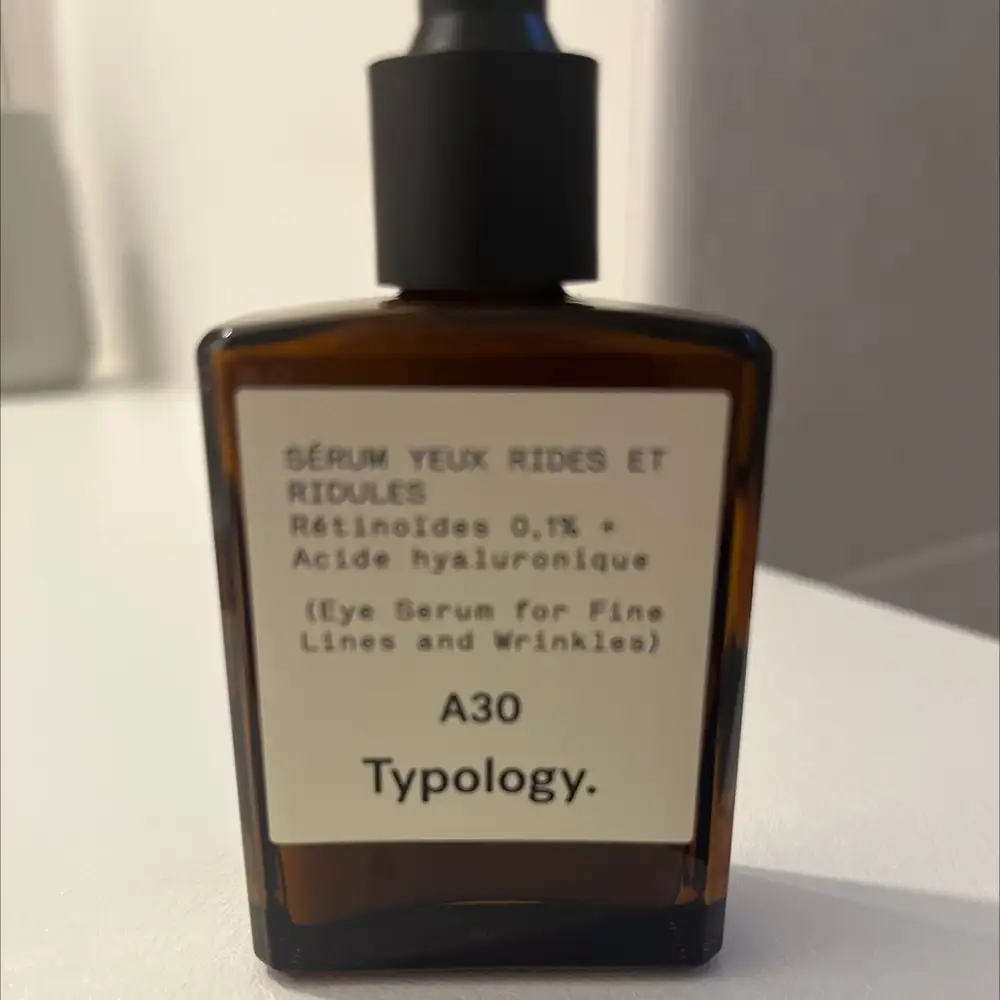 SÉRUM YEUX RIDES ET
RIDULES
Rétinoïdes 0,1% +
Acide hyaluronique
(Eye Serum for Fine
Lines and Wrinkles)
A30
Typology.